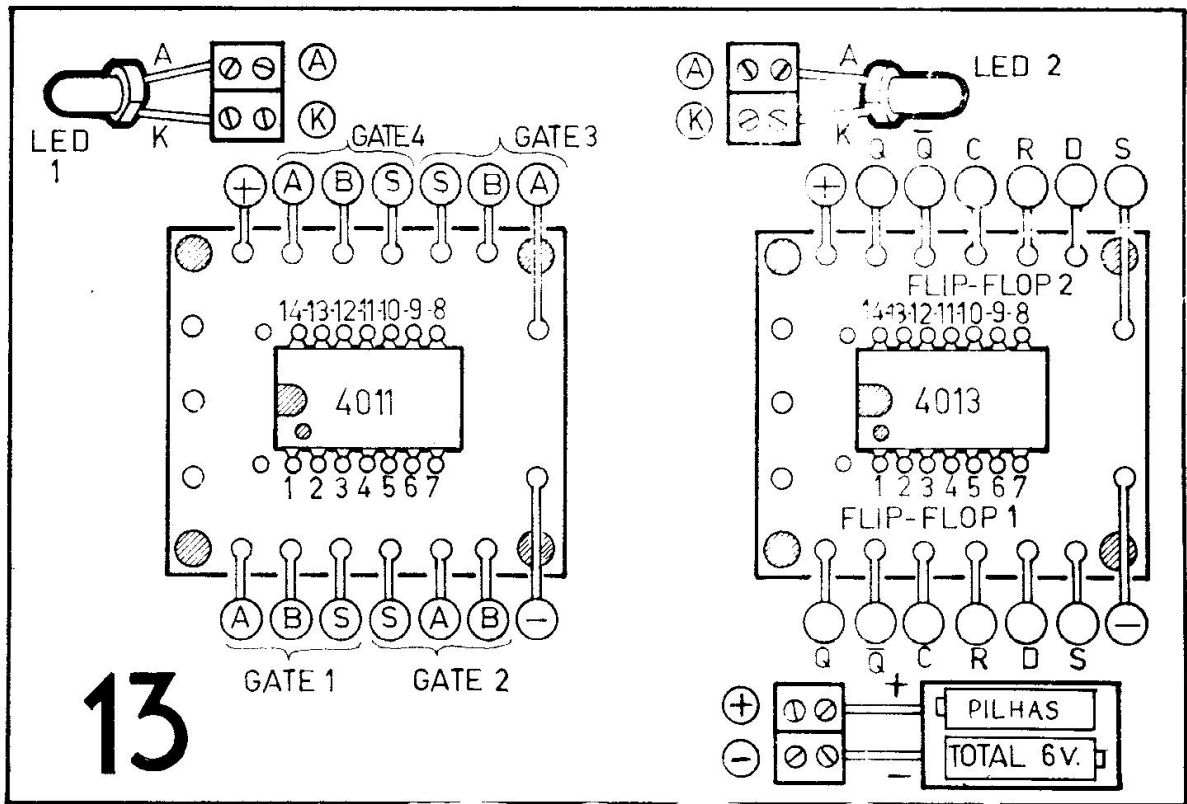 A
LED 1
K
A
K
A
K
A
K
LED 2
GATE 4
GATE 3
+ A B S S B A
Q Q̅ C R D S
+
FLIP-FLOP 2
14-13-12-11-10-9-8
14-13-12-11-10-9-8
4011
4013
1 2 3 4 5 6 7
1 2 3 4 5 6 7
FLIP-FLOP 1
A B S S A B -
-
GATE 1
GATE 2
Q Q̅ C R D S
13
+
-
+
-
PILHAS
TOTAL 6V.